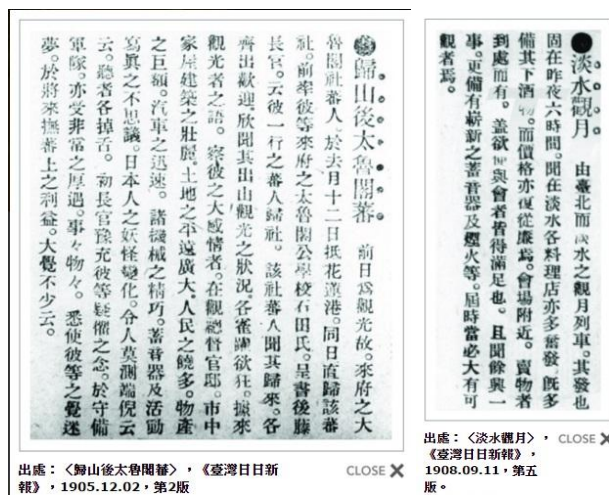 歸山後太魯閣蕃 前日爲觀光故。來府之大
魯閣社蕃人。於去月十二日抵花蓮港。同日直歸該蕃
社。前率彼等來府之太魯閣公學校石田氏。呈書後藤
長官。云彼一行之蕃人歸社。該社蕃人聞其歸來。各
齊出歡迎。欣聞其出山觀光之狀況。各雀躍欲狂。據來
觀光者之語。察彼之大感情者。在觀總督官邸。市中
家屋建築之壯麗。土地之平遠廣大。人民之饒多。物產
之巨額。汽車之迅速。諸機械之精巧。蓄音器及活動
寫眞之不思議。日本人之妖怪變化。令人莫測端倪云
云。聽者各掉舌。初長官豫充彼等疑懼之念。於守備
軍隊。亦受非常之厚遇。事々物々。悉使彼等之覺迷
夢。於將來撫蕃上之利益。大覺不少云。
出處：〈歸山後太魯閣蕃〉，《臺灣日日新
報》，1905.12.02，第2版
CLOSE X
●淡水觀月 由臺北而淡水之觀月列車。其發也
固在昨夜六時間。聞在淡水各料理店亦多奮發。既多
備其下酒物。而價格亦復從廉焉。會場附近。賣物者
到處而有。蓋欲使與會者皆得滿足也。且聞餘興一
事。更備有嶄新之蓄音器及煙火等。屆時當必大有可
觀者焉。
出處：〈淡水觀月〉，
《臺灣日日新報》，
1908.09.11，第五
版。
CLOSE X